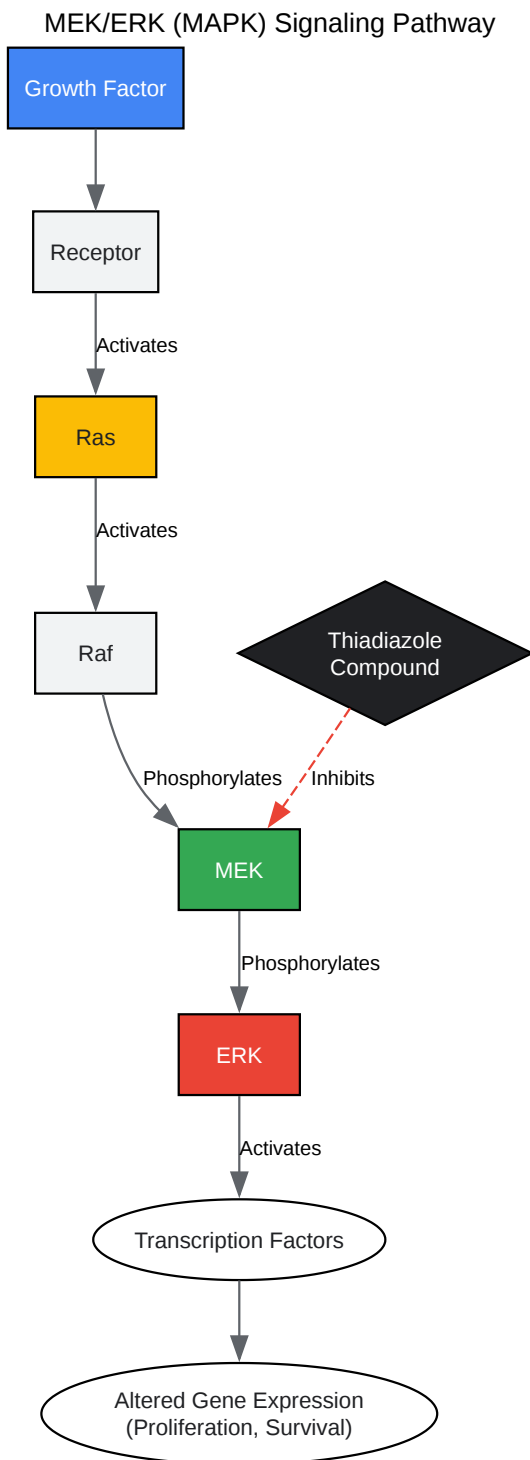 MEK/ERK (MAPK) Signaling Pathway
Growth Factor
Receptor
Activates
Ras
Activates
Raf
Thiadiazole
Compound
Phosphorylates
Inhibits
MEK
Phosphorylates
ERK
Activates
Transcription Factors
Altered Gene Expression
(Proliferation, Survival)